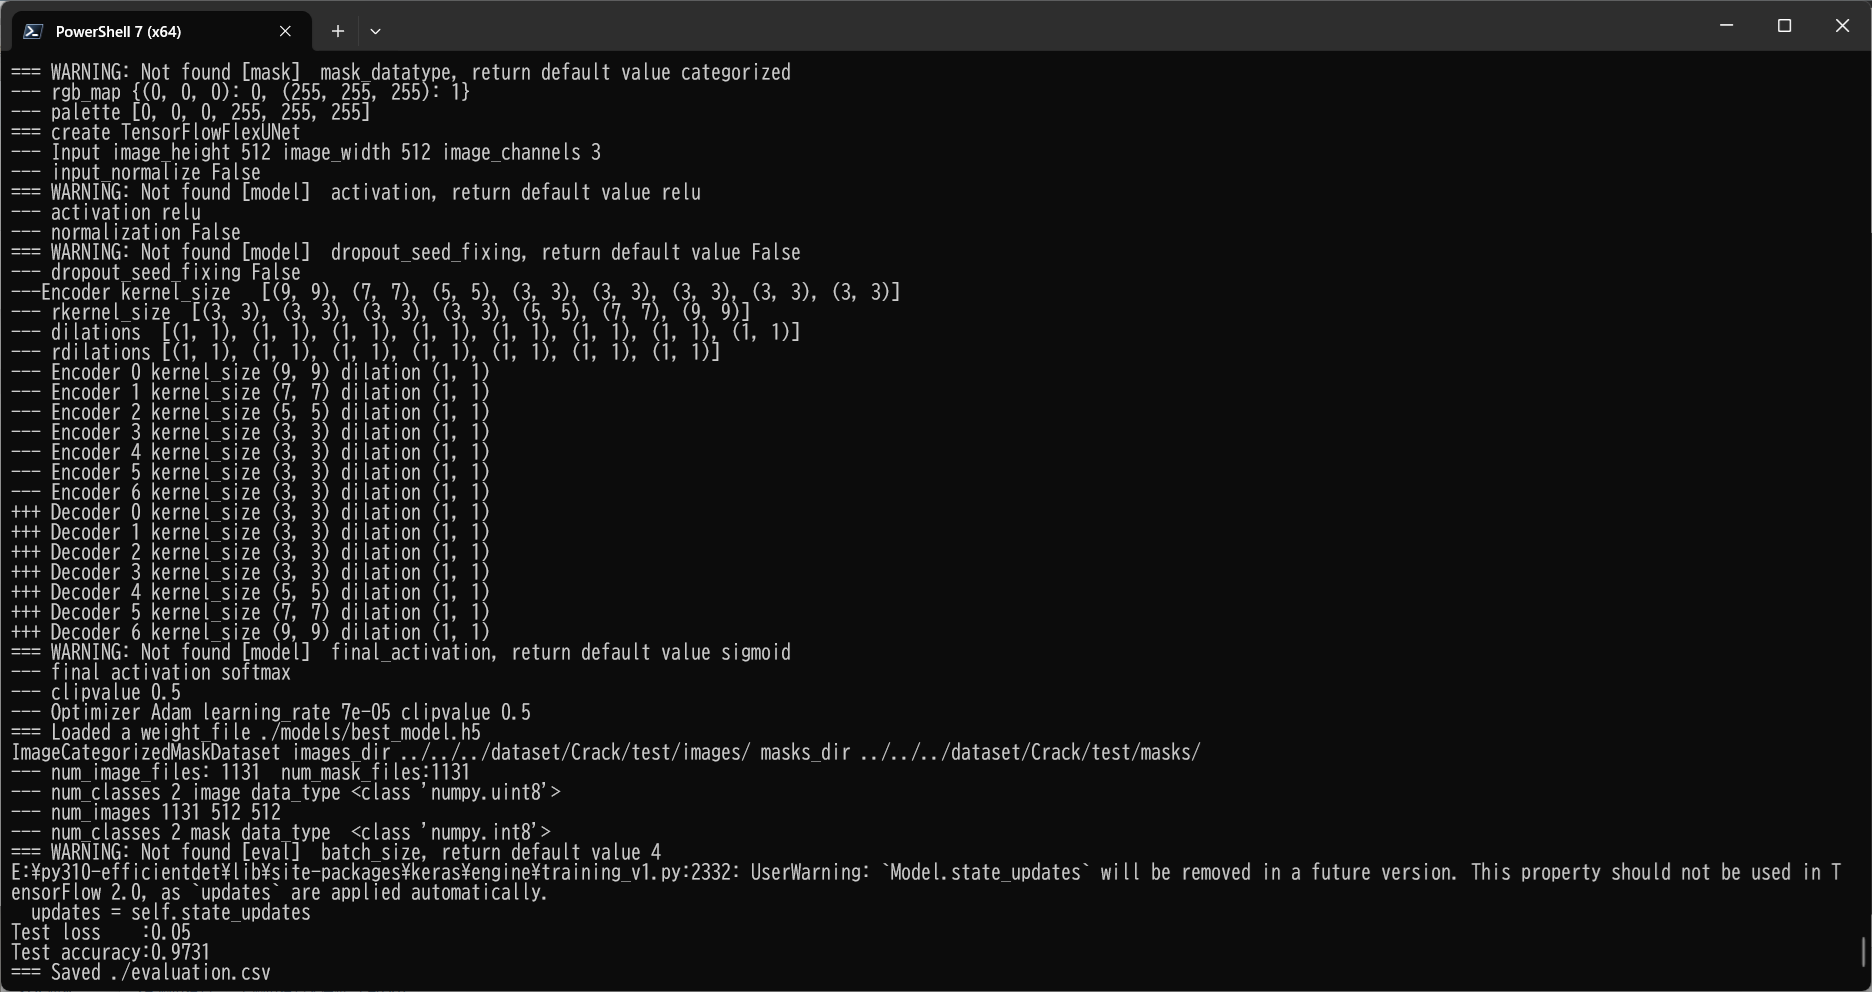 PowerShell 7 (x64)
=== WARNING: Not found [mask]  mask_datatype, return default value categorized
--- rgb_map {(0, 0, 0): 0, (255, 255, 255): 1}
--- palette [0, 0, 0, 255, 255, 255]
=== create TensorFlowFlexUNet
--- Input image_height 512 image_width 512 image_channels 3
--- input_normalize False
=== WARNING: Not found [model]  activation, return default value relu
--- activation relu
--- normalization False
=== WARNING: Not found [model]  dropout_seed_fixing, return default value False
--- dropout_seed_fixing False
---Encoder kernel_size   [(9, 9), (7, 7), (5, 5), (3, 3), (3, 3), (3, 3), (3, 3), (3, 3)]
--- rkernel_size  [(3, 3), (3, 3), (3, 3), (3, 3), (5, 5), (7, 7), (9, 9)]
--- dilations  [(1, 1), (1, 1), (1, 1), (1, 1), (1, 1), (1, 1), (1, 1), (1, 1)]
--- rdilations [(1, 1), (1, 1), (1, 1), (1, 1), (1, 1), (1, 1), (1, 1)]
--- Encoder 0 kernel_size (9, 9) dilation (1, 1)
--- Encoder 1 kernel_size (7, 7) dilation (1, 1)
--- Encoder 2 kernel_size (5, 5) dilation (1, 1)
--- Encoder 3 kernel_size (3, 3) dilation (1, 1)
--- Encoder 4 kernel_size (3, 3) dilation (1, 1)
--- Encoder 5 kernel_size (3, 3) dilation (1, 1)
--- Encoder 6 kernel_size (3, 3) dilation (1, 1)
+++ Decoder 0 kernel_size (3, 3) dilation (1, 1)
+++ Decoder 1 kernel_size (3, 3) dilation (1, 1)
+++ Decoder 2 kernel_size (3, 3) dilation (1, 1)
+++ Decoder 3 kernel_size (3, 3) dilation (1, 1)
+++ Decoder 4 kernel_size (5, 5) dilation (1, 1)
+++ Decoder 5 kernel_size (7, 7) dilation (1, 1)
+++ Decoder 6 kernel_size (9, 9) dilation (1, 1)
=== WARNING: Not found [model]  final_activation, return default value sigmoid
--- final activation softmax
--- clipvalue 0.5
--- Optimizer Adam learning_rate 7e-05 clipvalue 0.5
=== Loaded a weight_file ./models/best_model.h5
ImageCategorizedMaskDataset images_dir ../../../dataset/Crack/test/images/ masks_dir ../../../dataset/Crack/test/masks/
--- num_image_files: 1131  num_mask_files:1131
--- num_classes 2 image data_type <class 'numpy.uint8'>
--- num_images 1131 512 512
--- num_classes 2 mask data_type  <class 'numpy.int8'>
=== WARNING: Not found [eval]  batch_size, return default value 4
E:¥py310-efficientdet¥lib¥site-packages¥keras¥engine¥training_v1.py:2332: UserWarning: `Model.state_updates` will be removed in a future version. This property should not be used in T
ensorFlow 2.0, as `updates` are applied automatically.
  updates = self.state_updates
Test loss    :0.05
Test accuracy:0.9731
=== Saved ./evaluation.csv